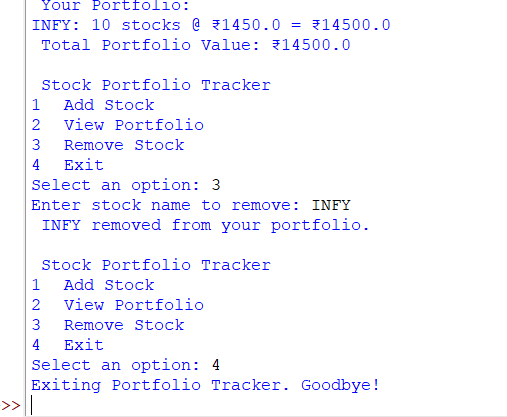 Your Portfolio:
INFY: 10 stocks @ ₹1450.0 = ₹14500.0
Total Portfolio Value: ₹14500.0
Stock Portfolio Tracker
1 Add Stock
2 View Portfolio
3 Remove Stock
4 Exit
Select an option: 3
Enter stock name to remove: INFY
INFY removed from your portfolio.
Stock Portfolio Tracker
1 Add Stock
2 View Portfolio
3 Remove Stock
4 Exit
Select an option: 4
Exiting Portfolio Tracker. Goodbye!
>>